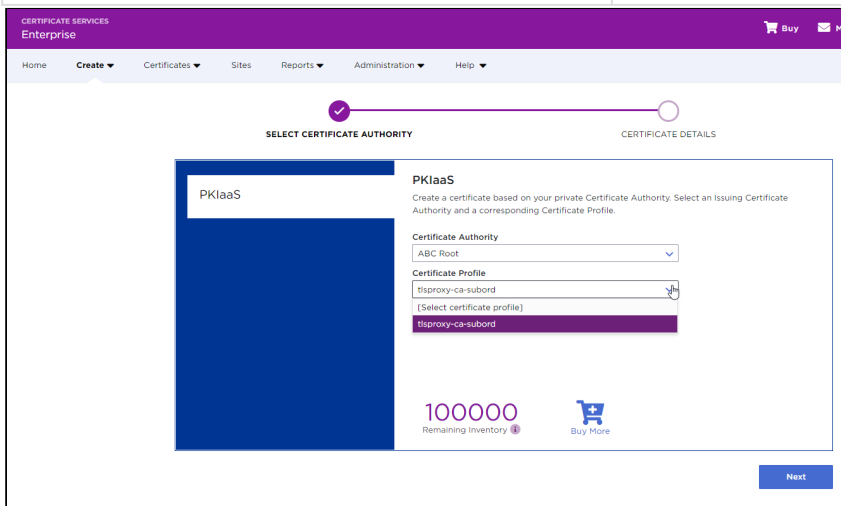 CERTIFICATE SERVICES
Enterprise
Buy
Home
Create
Certificates
Sites
Reports
Administration
Help
SELECT CERTIFICATE AUTHORITY
CERTIFICATE DETAILS
PKIaaS
PKIaaS
Create a certificate based on your private Certificate Authority. Select an Issuing Certificate
Authority and a corresponding Certificate Profile.
Certificate Authority
ABC Root
Certificate Profile
tlsproxy-ca-subord
[Select certificate profile]
tlsproxy-ca-subord
100000
Remaining Inventory
Buy More
Next